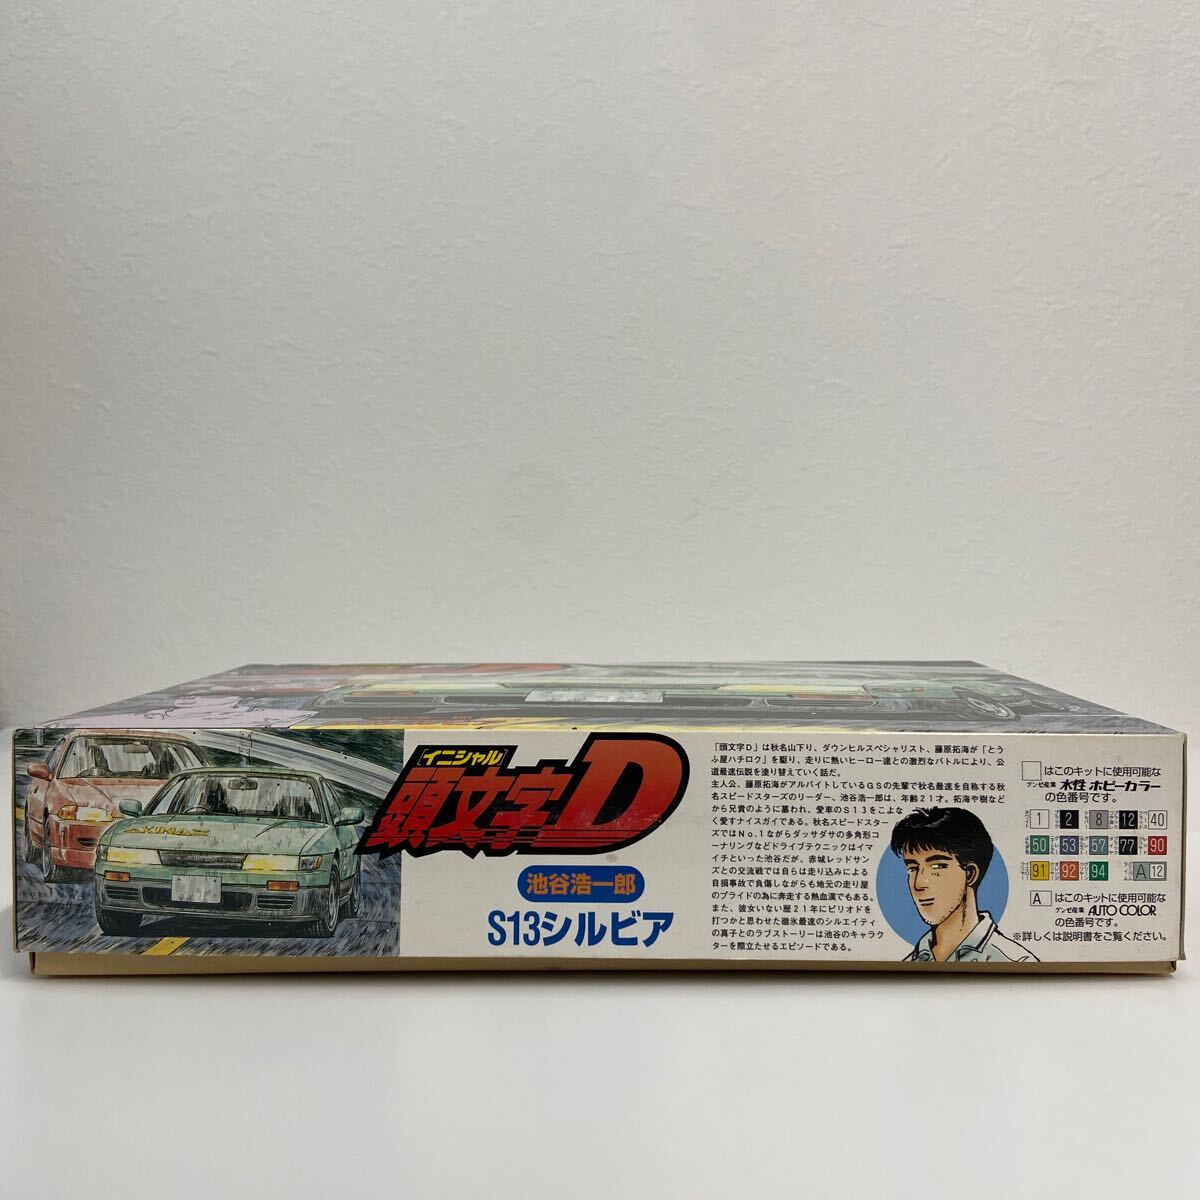 [イニシャル]
頭文字D
池谷浩一郎
S13シルビア
AKINA
「頭文字D」は秋名山下り、ダウンヒルスペシャリスト、藤原拓海が「とう
ふ屋ハチロク」を駆り、走りに熱いヒーロー達との激烈なバトルにより、公
道最速伝説を塗り替えていく話だ。
主人公、藤原拓海がアルバイトしているGSの先輩で秋名最速を自称する秋
名スピードスターズのリーダー、池谷浩一郎は、年齢21才。拓海や樹など
から兄貴のように慕われ、愛車のS13をこよな
く愛すナイスガイである。秋名スピードスター
ズではNo.1ながらダッサダサの多角形コ
ーナリングなどドライブテクニックはイマ
イチといった池谷だが、赤城レッドサン
ズとの交流戦では自らは走り込みによる
自損事故で負傷しながらも地元の走り屋
のプライドの為に奔走する熱血漢でもある。
また、彼女いない歴21年にピリオドを
打つかと思わせた碓氷最速のシルエイティ
の真子とのラブストーリーは池谷のキャラク
ターを際立たせるエピソードである。
□はこのキットに使用可能な
グンゼ産業 水性ホビーカラー
の色番号です。
1 2 8 12 40
50 53 57 77 90
91 92 94 A12
Aはこのキットに使用可能な
グンゼ産業 AUTO COLOR
の色番号です。
※詳しくは説明書をご覧ください。